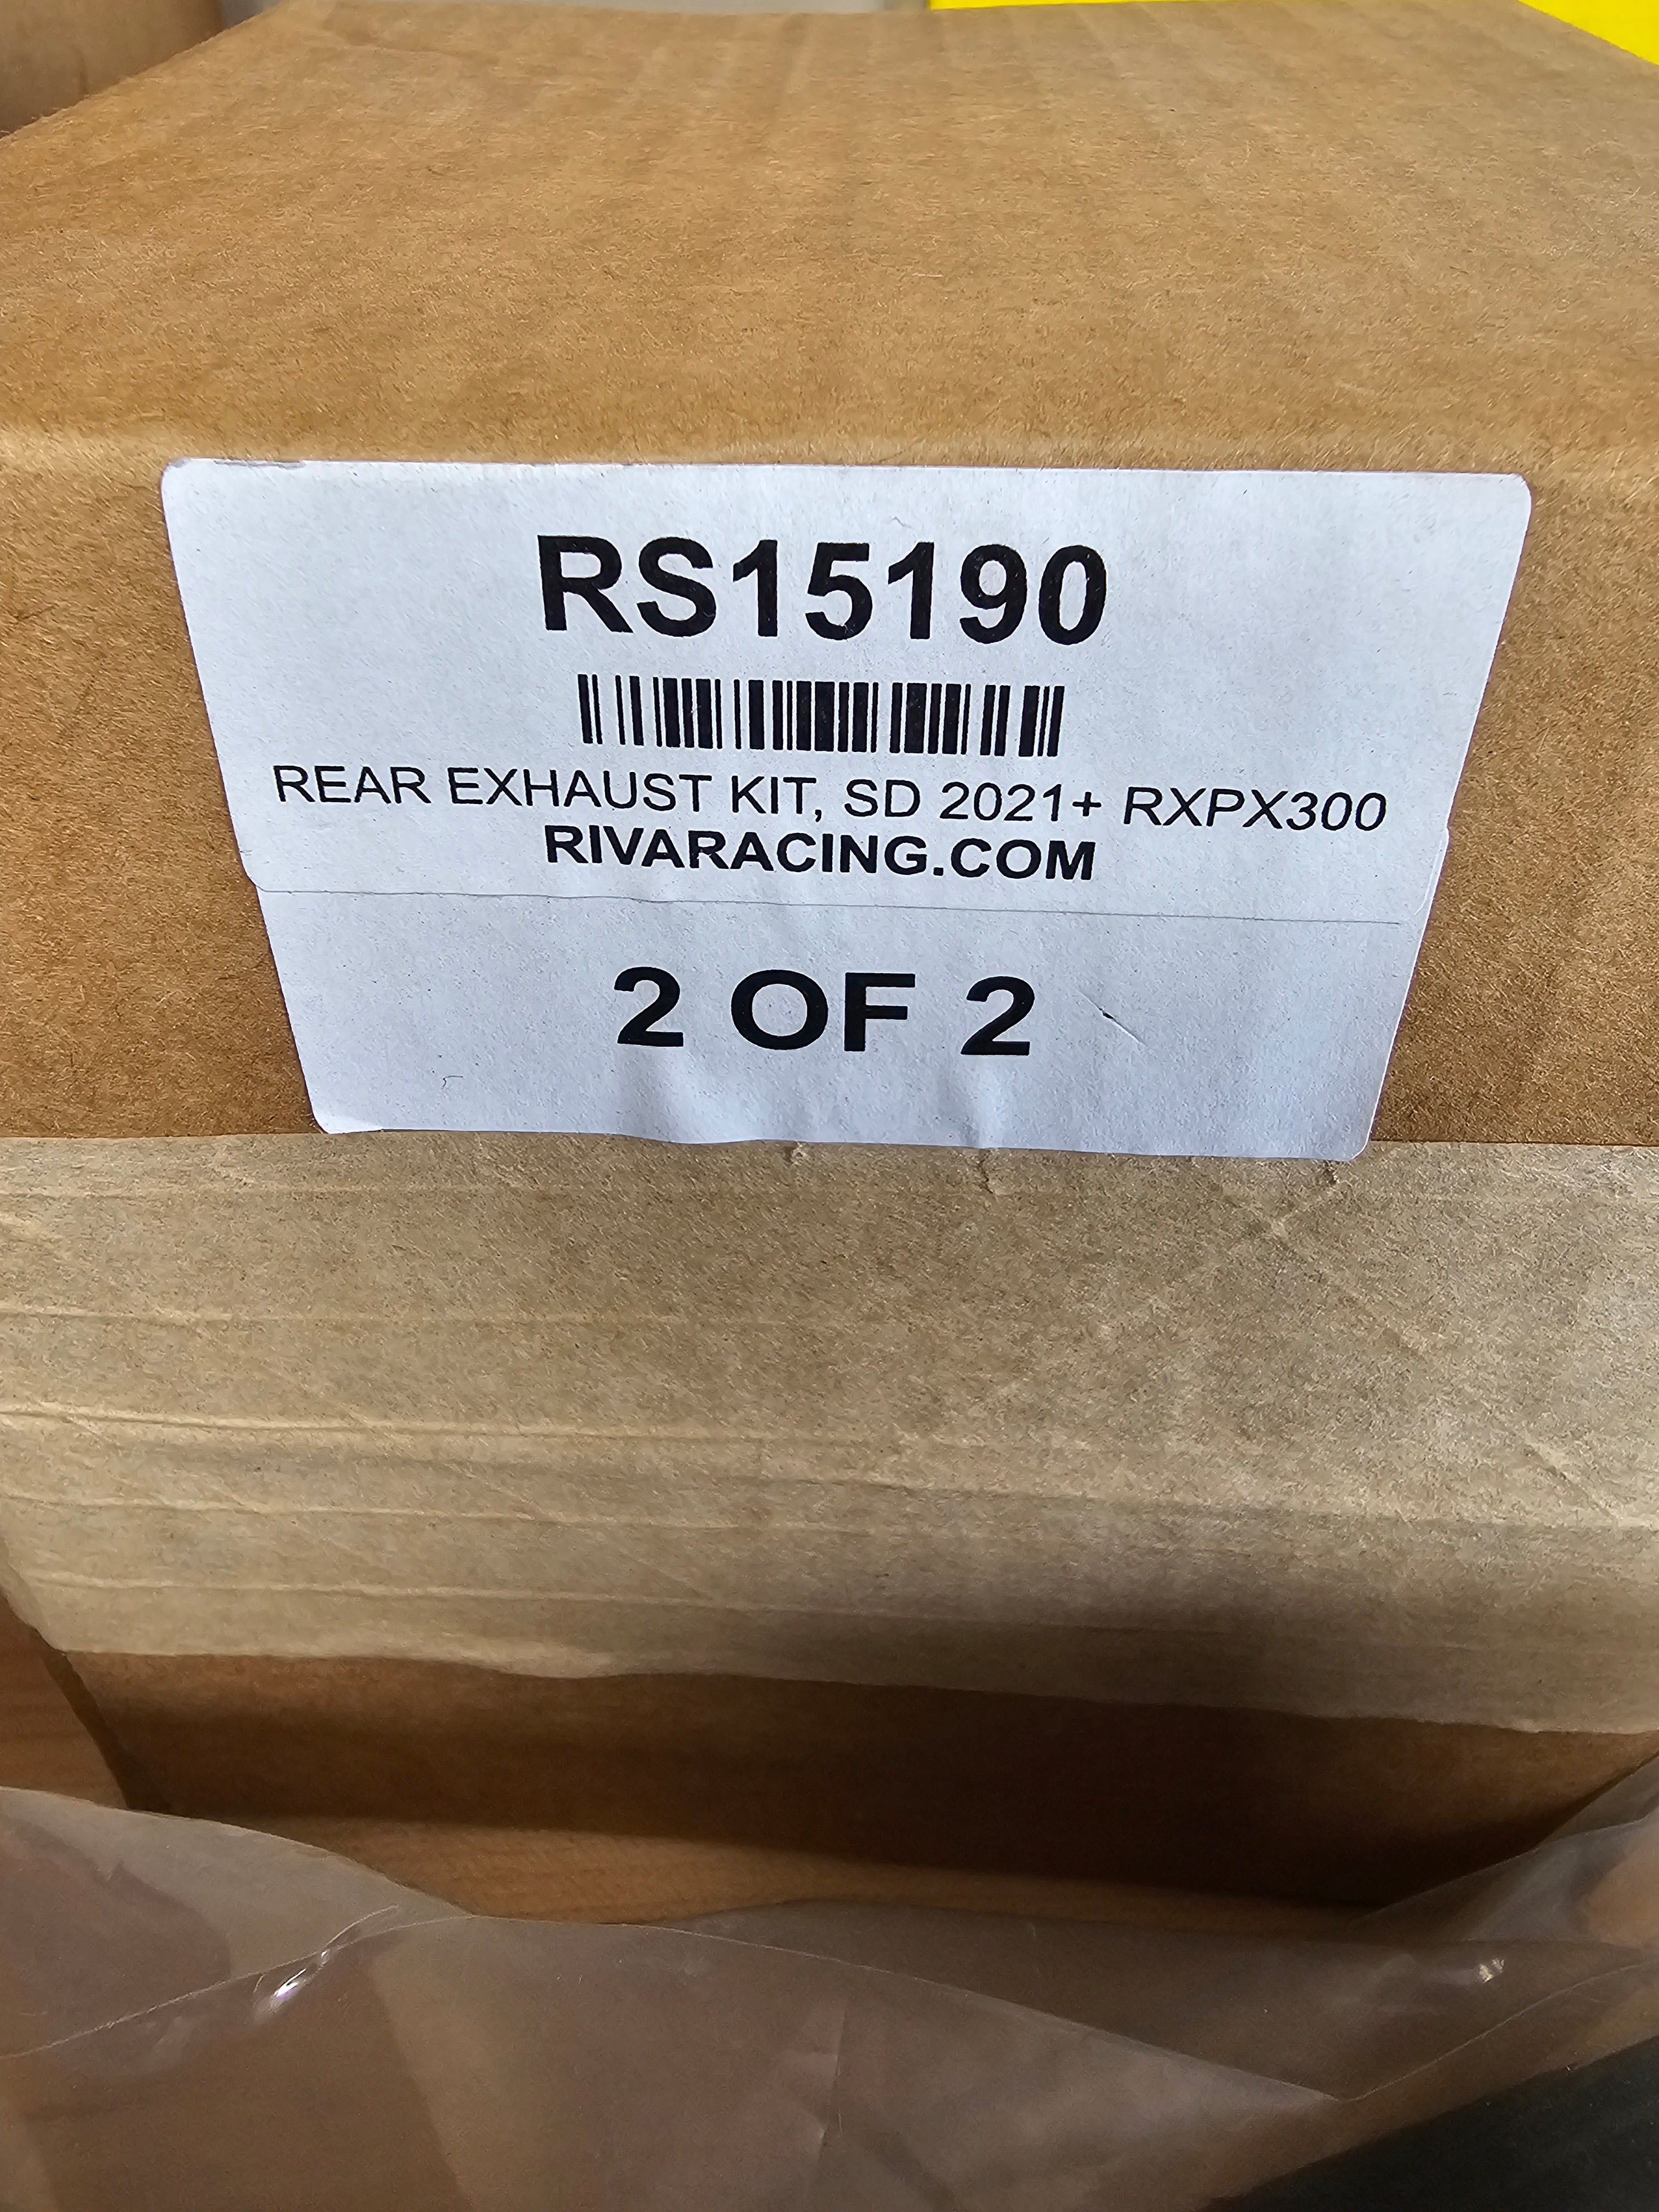 RS15190
REAR EXHAUST KIT, SD 2021+ RXPX300
RIVARACING.COM
2 OF 2